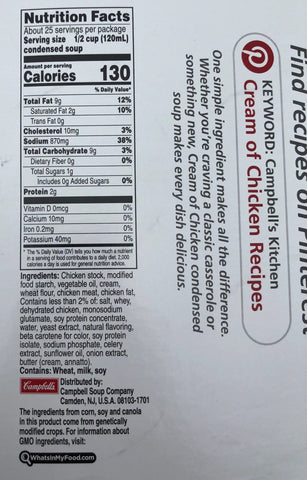 Nutrition Facts
About 25 servings per package
Serving size 1/2 cup (120mL)
condensed soup
Amount per serving
Calories 130
% Daily Value*
Total Fat 9g 12%
Saturated Fat 2g 10%
Trans Fat 0g
Cholesterol 10mg 3%
Sodium 870mg 38%
Total Carbohydrate 9g 3%
Dietary Fiber 0g 0%
Total Sugars 1g
Includes 0g Added Sugars 0%
Protein 2g
Vitamin D 0mcg 0%
Calcium 10mg 0%
Iron 0.2mg 0%
Potassium 40mg 0%
* The % Daily Value (DV) tells you how much a nutrient
in a serving of food contributes to a daily diet. 2,000
calories a day is used for general nutrition advice.
Ingredients: Chicken stock, modified
food starch, vegetable oil, cream,
wheat flour, chicken meat, chicken fat,
Contains less than 2% of: salt, whey,
dehydrated chicken, monosodium
glutamate, soy protein concentrate,
water, yeast extract, natural flavoring,
beta carotene for color, soy protein
isolate, sodium phosphate, celery
extract, sunflower oil, onion extract,
butter (cream, annatto).
Contains: Wheat, milk, soy
Campbell's
Distributed by:
Campbell Soup Company
Camden, NJ, U.S.A. 08103-1701
The ingredients from corn, soy and canola
in this product come from genetically
modified crops. For information about
GMO ingredients, visit:
WhatsInMyFood.com
Find recipes on Pinterest
KEYWORD: Campbell's Kitchen
Cream of Chicken Recipes
One simple ingredient makes all the difference.
Whether you're craving a classic casserole or
something new, Cream of Chicken condensed
soup makes every dish delicious.